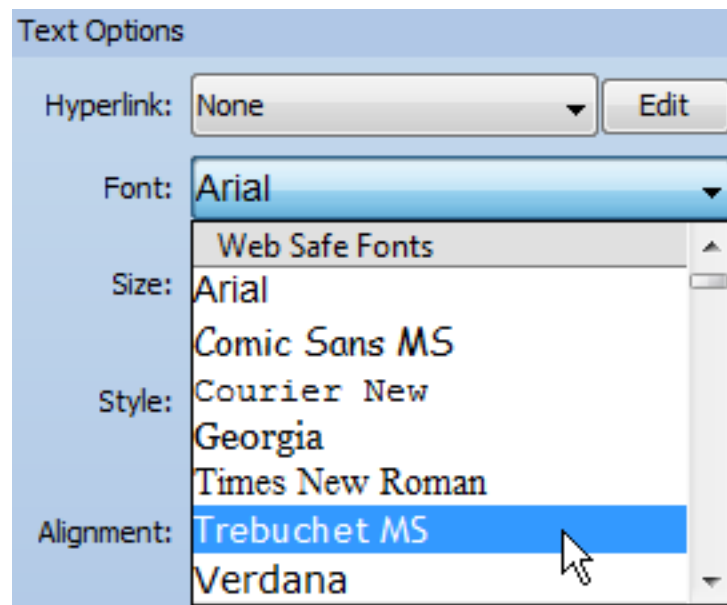 Text Options
Hyperlink: None Edit
Font: Arial
Web Safe Fonts
Size: Arial
Comic Sans MS
Style: Courier New
Georgia
Times New Roman
Alignment: Trebuchet MS
Verdana